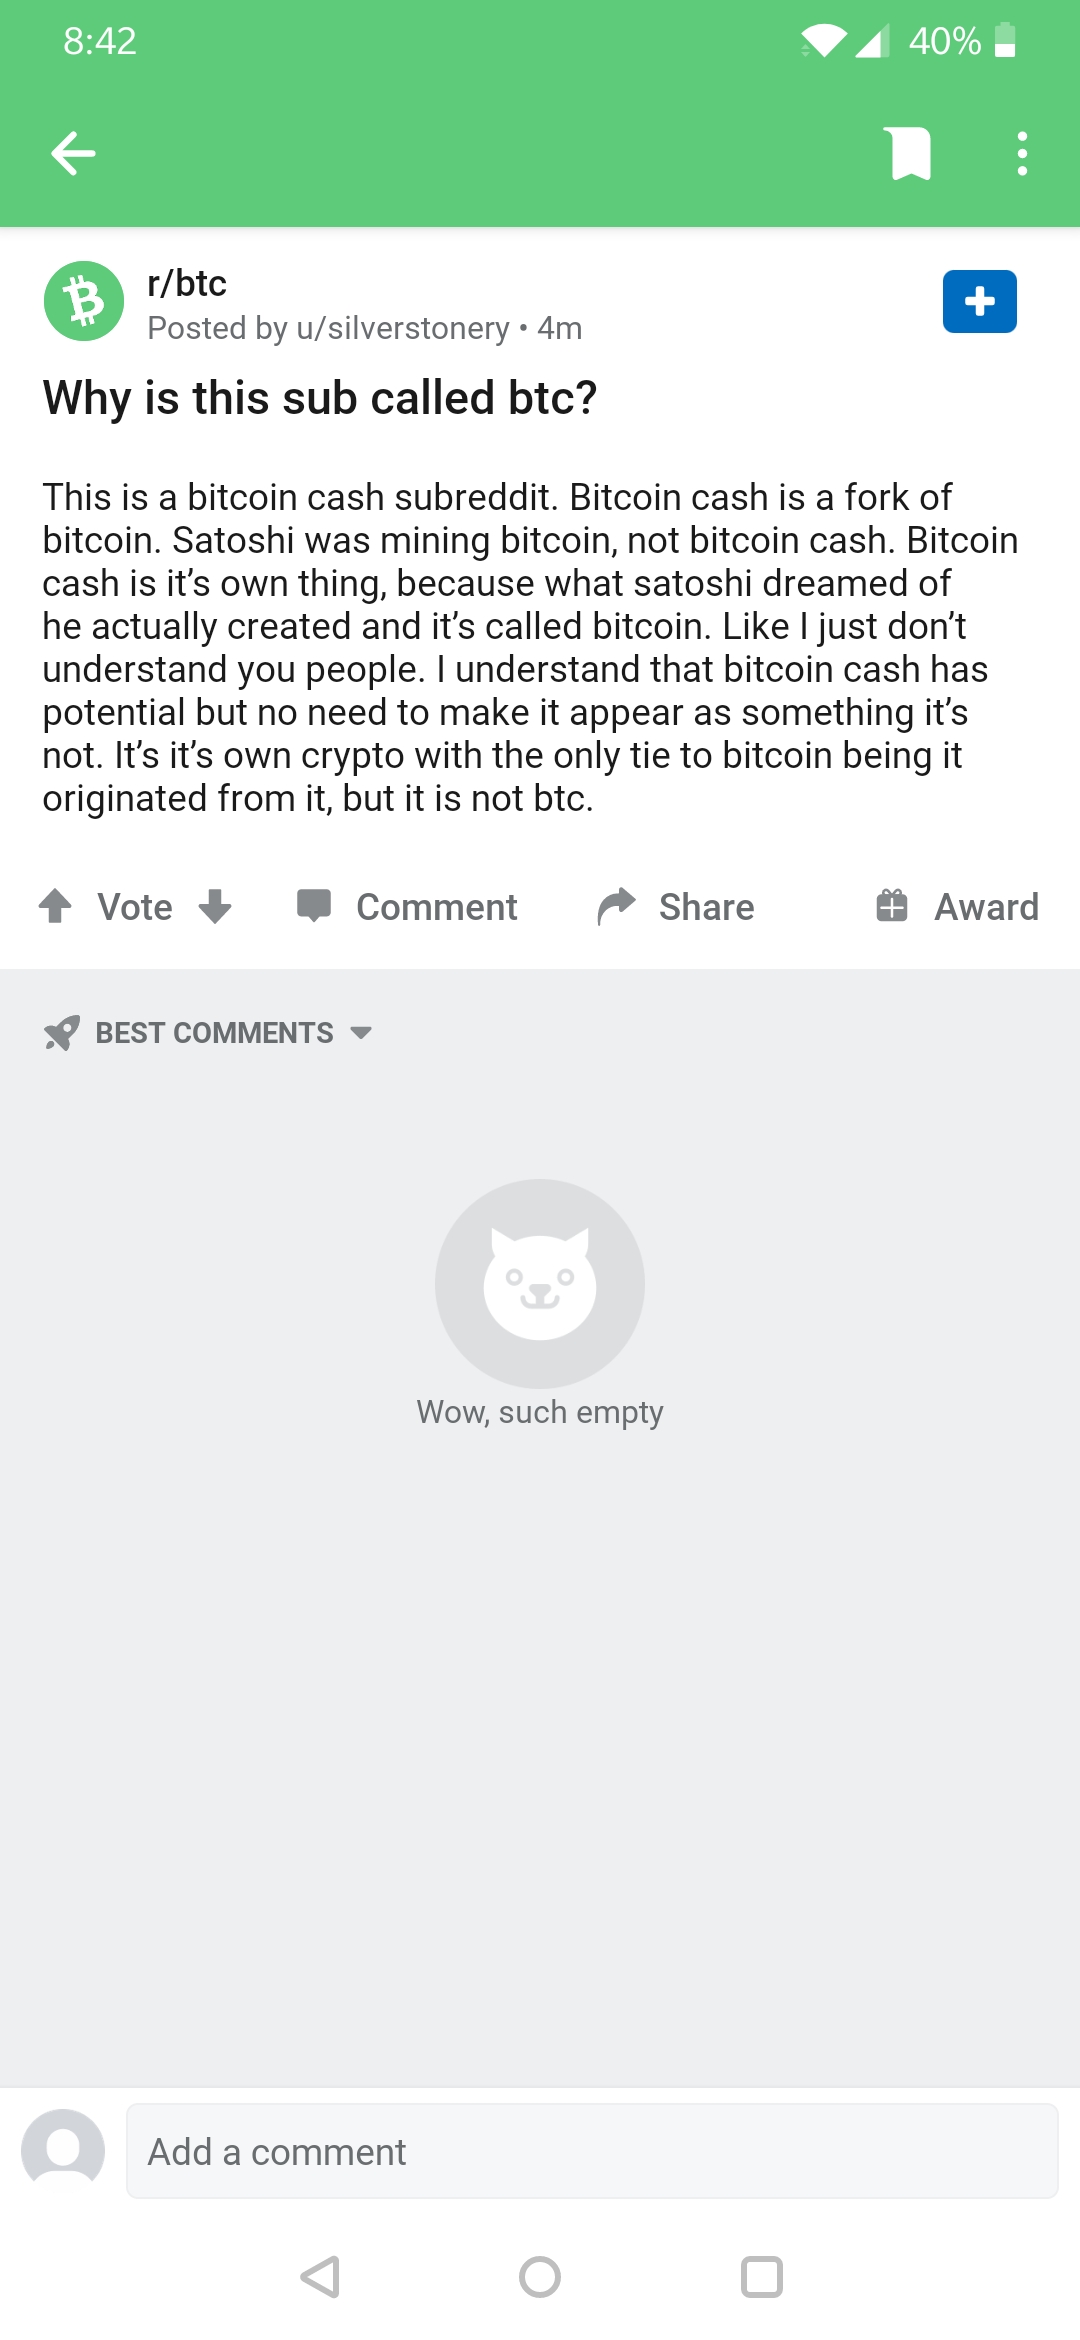 8:42
40%
r/btc
Posted by u/silverstonery • 4m
Why is this sub called btc?
This is a bitcoin cash subreddit. Bitcoin cash is a fork of
bitcoin. Satoshi was mining bitcoin, not bitcoin cash. Bitcoin
cash is it’s own thing, because what satoshi dreamed of
he actually created and it’s called bitcoin. Like I just don’t
understand you people. I understand that bitcoin cash has
potential but no need to make it appear as something it’s
not. It’s it’s own crypto with the only tie to bitcoin being it
originated from it, but it is not btc.
Vote Comment Share Award
BEST COMMENTS
Wow, such empty
Add a comment